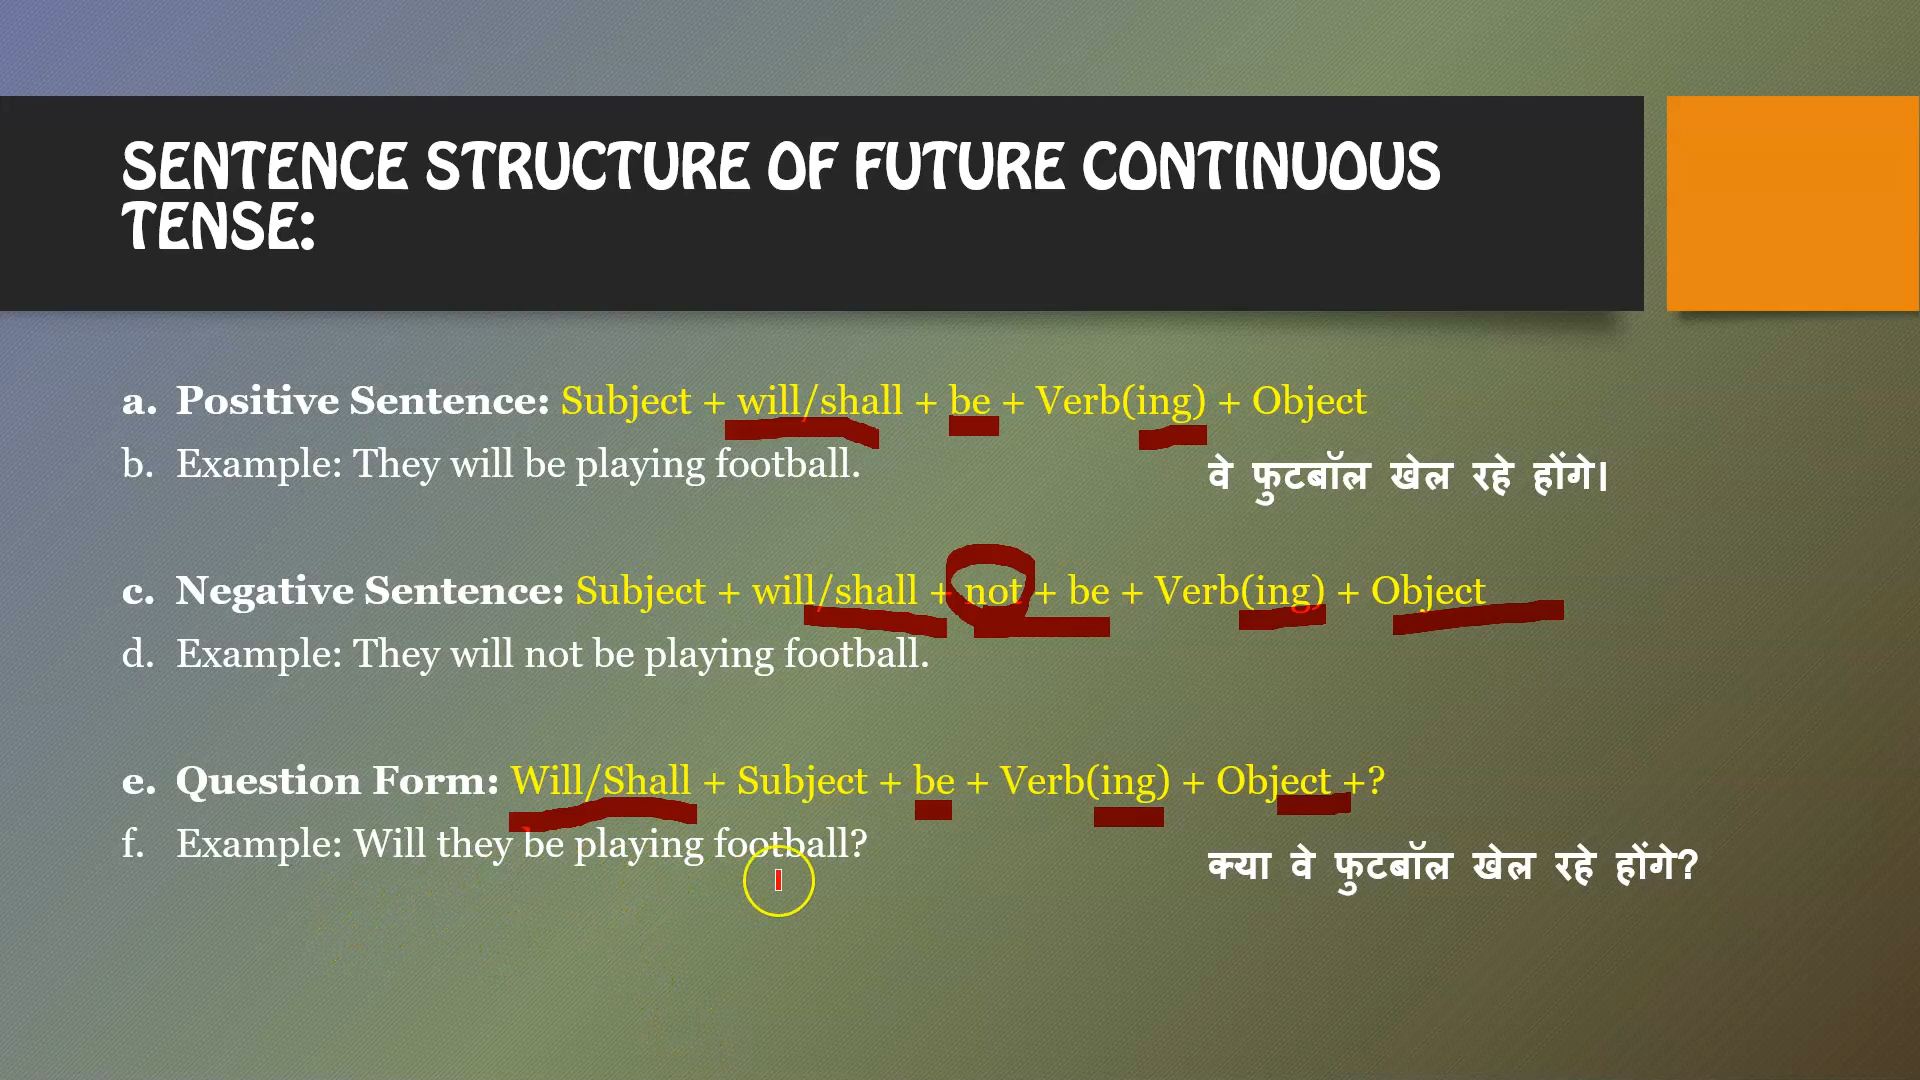 SENTENCE STRUCTURE OF FUTURE CONTINUOUS
TENSE:
a. Positive Sentence: Subject + will/shall + be + Verb(ing) + Object
b. Example: They will be playing football.
वे फुटबॉल खेल रहे होंगे।
c. Negative Sentence: Subject + will/shall + not + be + Verb(ing) + Object
d. Example: They will not be playing football.
e. Question Form: Will/Shall + Subject + be + Verb(ing) + Object +?
f. Example: Will they be playing football?
क्या वे फुटबॉल खेल रहे होंगे?